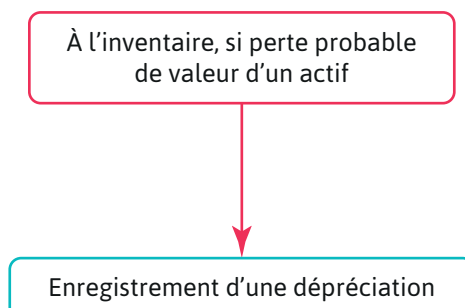 À l’inventaire, si perte probable
de valeur d’un actif
Enregistrement d’une dépréciation